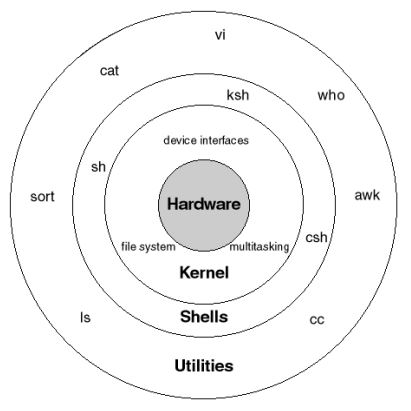 vi
cat
ksh
who
device interfaces
sh
sort
Hardware
awk
csh
file system
multitasking
Kernel
ls
Shells
cc
Utilities